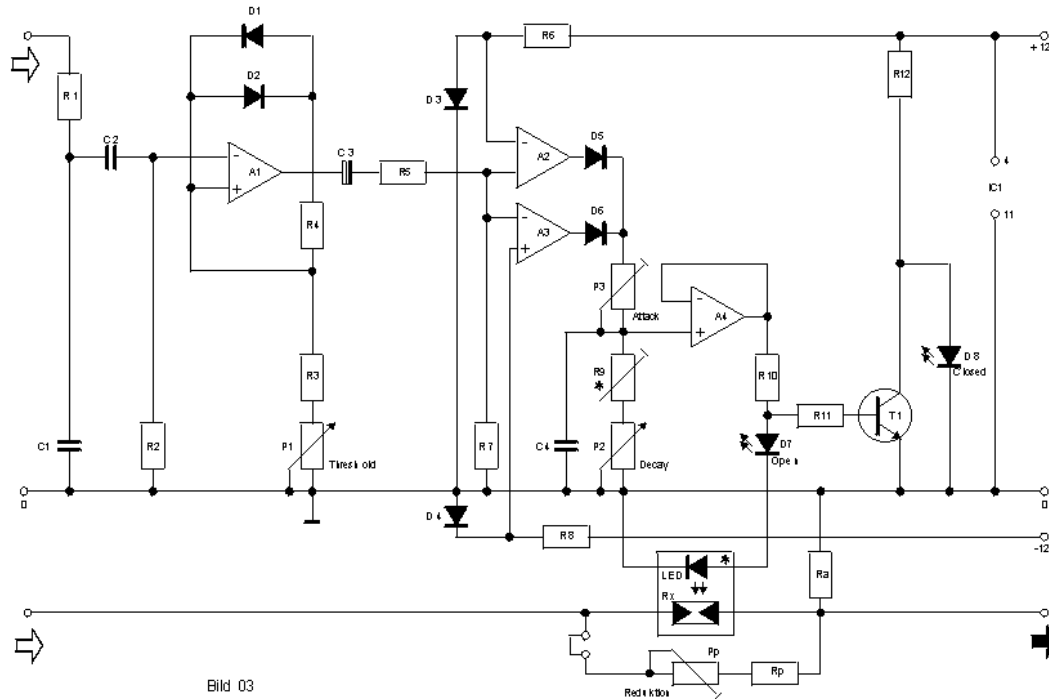 D1
R6
+12
D2
R12
R1
D3
C2
C3
D5
-
A2
4
A1
R5
IC1
+
11
D6
-
A3
R4
+
P3
-
A4
Attack
+
D8
Closed
R9
*
R10
R3
R11
T1
C1
R2
P1
R7
C4
P2
D7
Open
Threshold
Decay
0
0
D4
R8
-12
*
LED
Ra
Rx
Pp
Rp
Reduktion
Bild 03